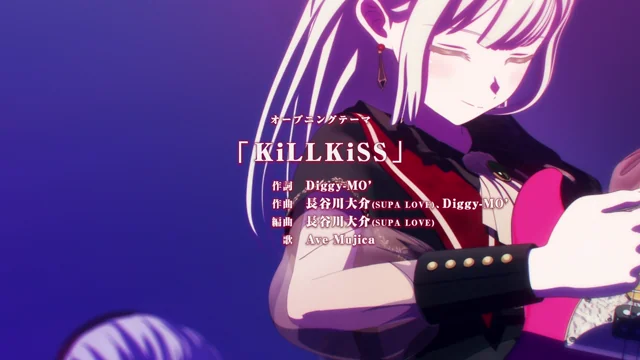 オープニングテーマ
「KiLLKiSS」
作詞 Diggy-MO'
作曲 長谷川大介(SUPA LOVE)、Diggy-MO'
編曲 長谷川大介(SUPA LOVE)
歌 Ave Mujica